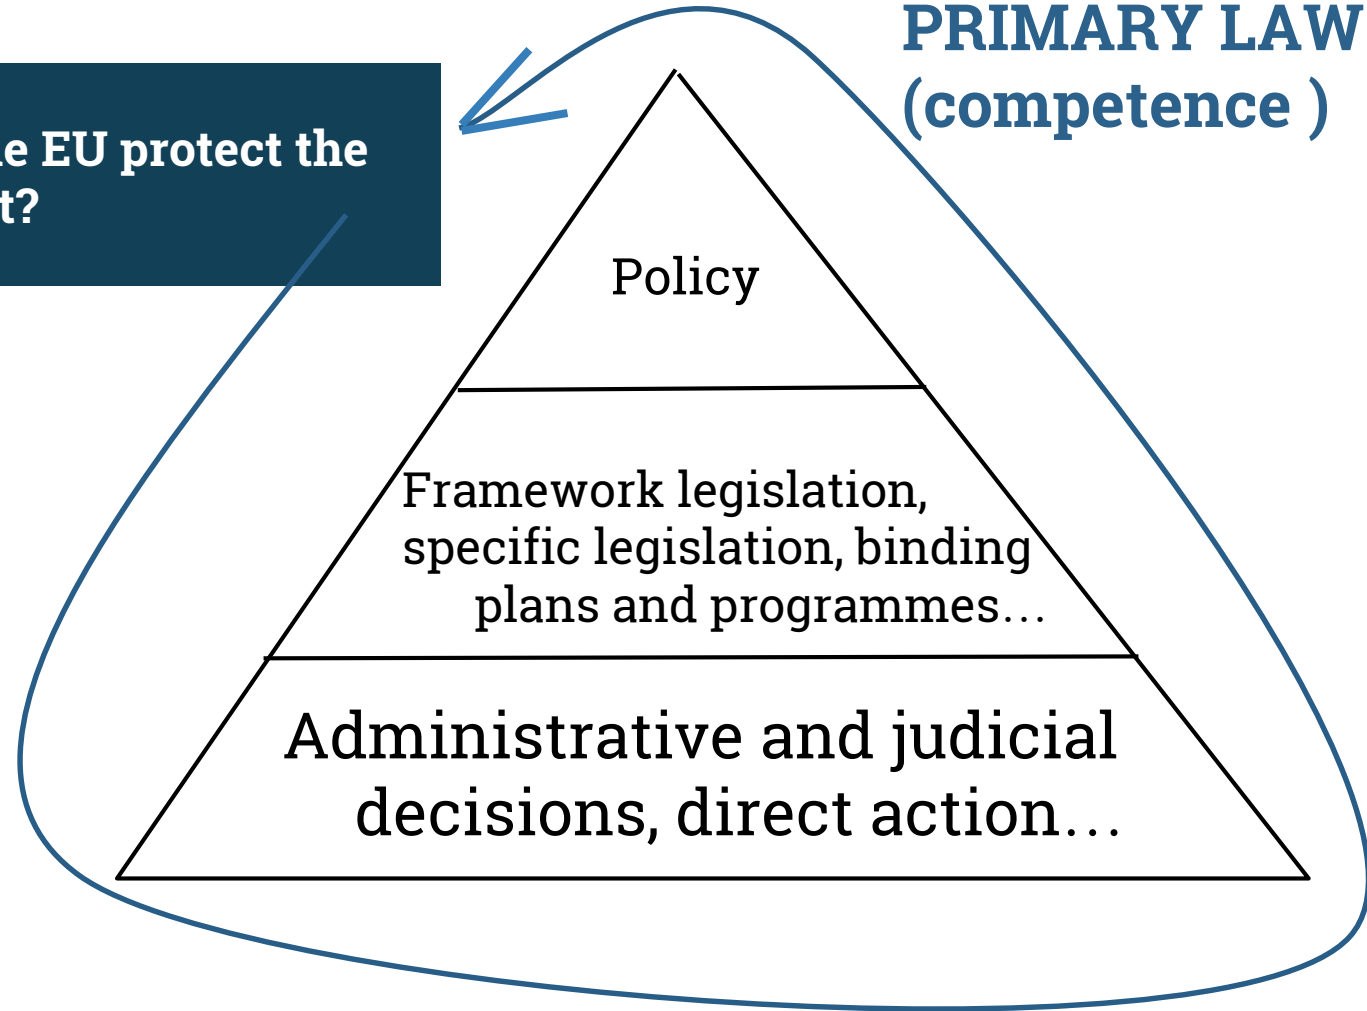 PRIMARY LAW
(competence )
EU protect the
t?
Policy
Framework legislation,
specific legislation, binding
plans and programmes...
Administrative and judicial
decisions, direct action...